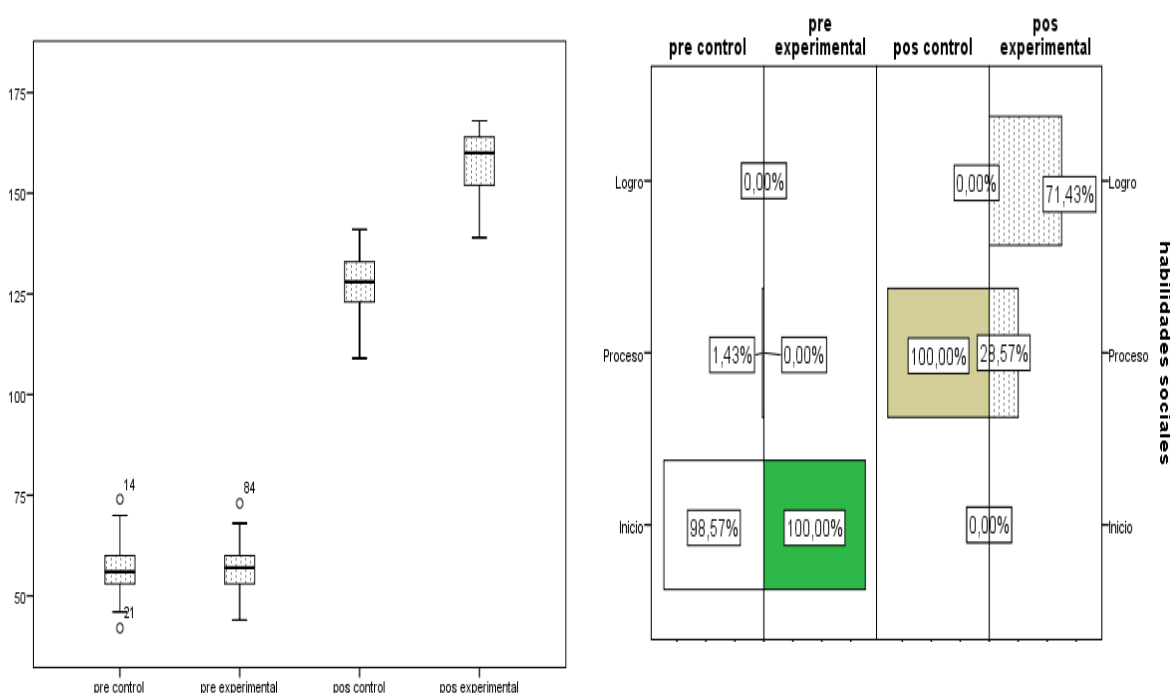 175
150
125
100
75
50
14
21
84
pre control
pre experimental
pos control
pos experimental
pre control
pre
experimental
pos control
pos
experimental
Logro
0,00%
0,00%
71,43%
Logro
Proceso
1,43%
0,00%
100,00%
28,57%
Proceso
Inicio
98,57%
100,00%
0,00%
Inicio
habilidades sociales